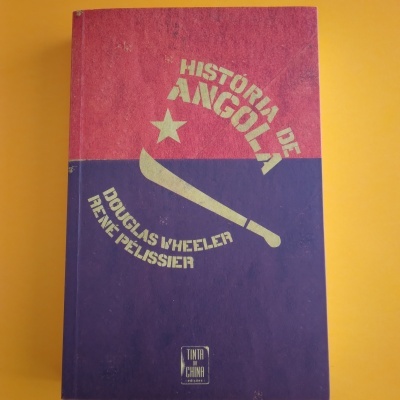 HISTÓRIA DE
ANGOLA
DOUGLAS WHEELER
RENÉ PÉLISSIER
TINTA
DA
CHINA